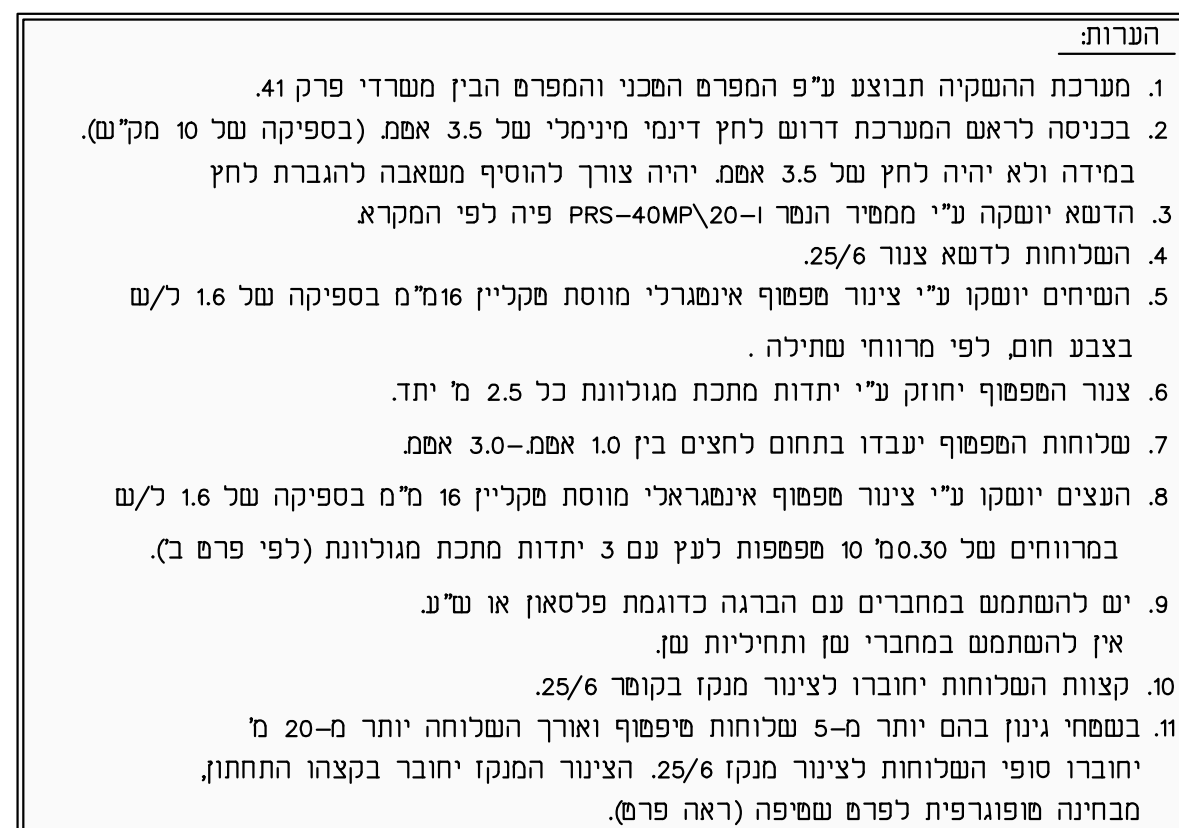 הערות:
1. מערכת ההשקיה תבוצע ע"פ המפרט הטכני והמפרט הבין משרדי פרק 41.
2. בכניסה לראש המערכת דרוש לחץ דינמי מינימלי של 3.5 אטמ. (בספיקה של 10 מק"ש).
במידה ולא יהיה לחץ של 3.5 אטמ. יהיה צורך להוסיף משאבה להגברת לחץ
3. הדשא יושקה ע"י ממטיר הנטר PRS-40MP\20-I פיה לפי המקרא.
4. השלוחות לדשא צנור 25/6.
5. השיחים יושקו ע"י צינור טפטוף אינטגרלי מווסת טקליין 16מ"מ בספיקה של 1.6 ל/ש
בצבע חום, לפי מרווחי שתילה .
6. צנור הטפטוף יחוזק ע"י יתדות מתכת מגולוונת כל 2.5 מ' יתד.
7. שלוחות הטפטוף יעבדו בתחום לחצים בין 1.0 אטמ.-3.0 אטמ.
8. העצים יושקו ע"י צינור טפטוף אינטגראלי מווסת טקליין 16 מ"מ בספיקה של 1.6 ל/ש
במרווחים של 0.30מ' 10 טפטפות לעץ עם 3 יתדות מתכת מגולוונת (לפי פרט ב').
9. יש להשתמש במחברים עם הברגה כדוגמת פלסאון או ש"ע.
אין להשתמש במחברי שן ותחיליות שן.
10. קצוות השלוחות יחוברו לצינור מנקז בקוטר 25/6.
11. בשטחי גינון בהם יותר מ-5 שלוחות טיפטוף ואורך השלוחה יותר מ-20 מ'
יחוברו סופי השלוחות לצינור מנקז 25/6. הצינור המנקז יחובר בקצהו התחתון,
מבחינה טופוגרפית לפרט שטיפה (ראה פרט).